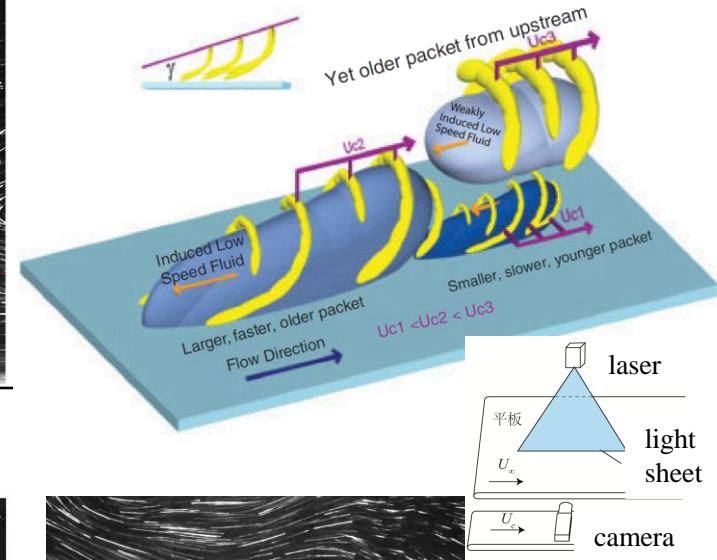 γ
Yet older packet from upstream
Uc3
Weakly
Induced Low
Speed Fluid
Uc2
Induced Low
Speed Fluid
Uc1
Smaller, slower, younger packet
Larger, faster, older packet
Uc1 <Uc2 < Uc3
Flow Direction
laser
平板
light
sheet
U∞
Uc
camera